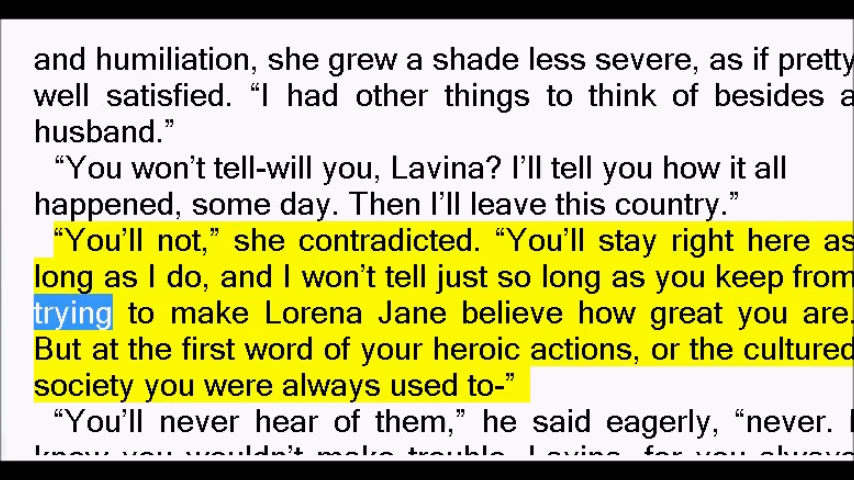 and humiliation, she grew a shade less severe, as if pretty
well satisfied. “I had other things to think of besides a
husband.”
“You won’t tell-will you, Lavina? I’ll tell you how it all
happened, some day. Then I’ll leave this country.”
“You’ll not,” she contradicted. “You’ll stay right here as
long as I do, and I won’t tell just so long as you keep from
trying to make Lorena Jane believe how great you are.
But at the first word of your heroic actions, or the cultured
society you were always used to-”
“You’ll never hear of them,” he said eagerly, “never. I
know you wouldn’t make trouble, Lavina, for you always